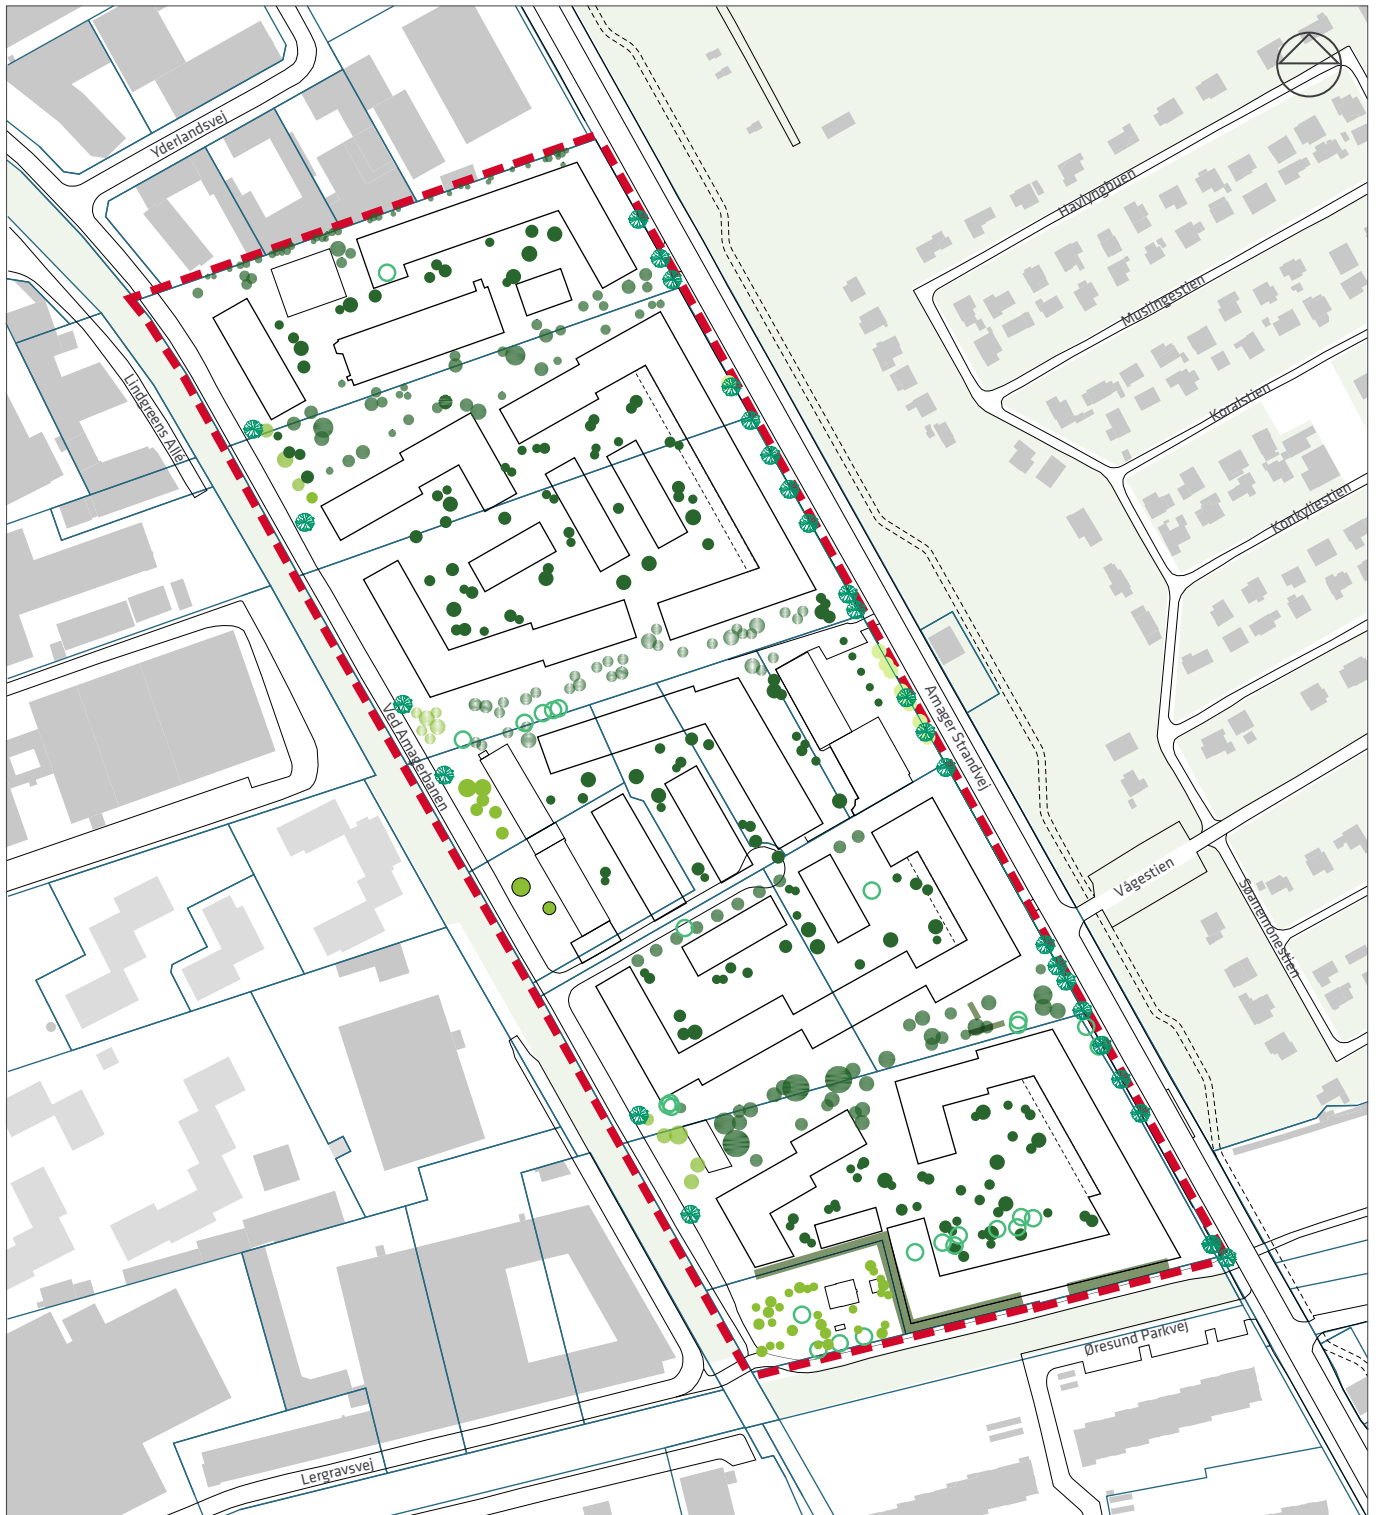 Yderlandsvej
Havlyngbuen
Muslingestien
Lindgreens Allé
Koralstien
Konkyliestien
Ved Amagerbanen
Amager Strandvej
Vågestien
Søanemonestien
Øresund Parkvej
Lergravsvej